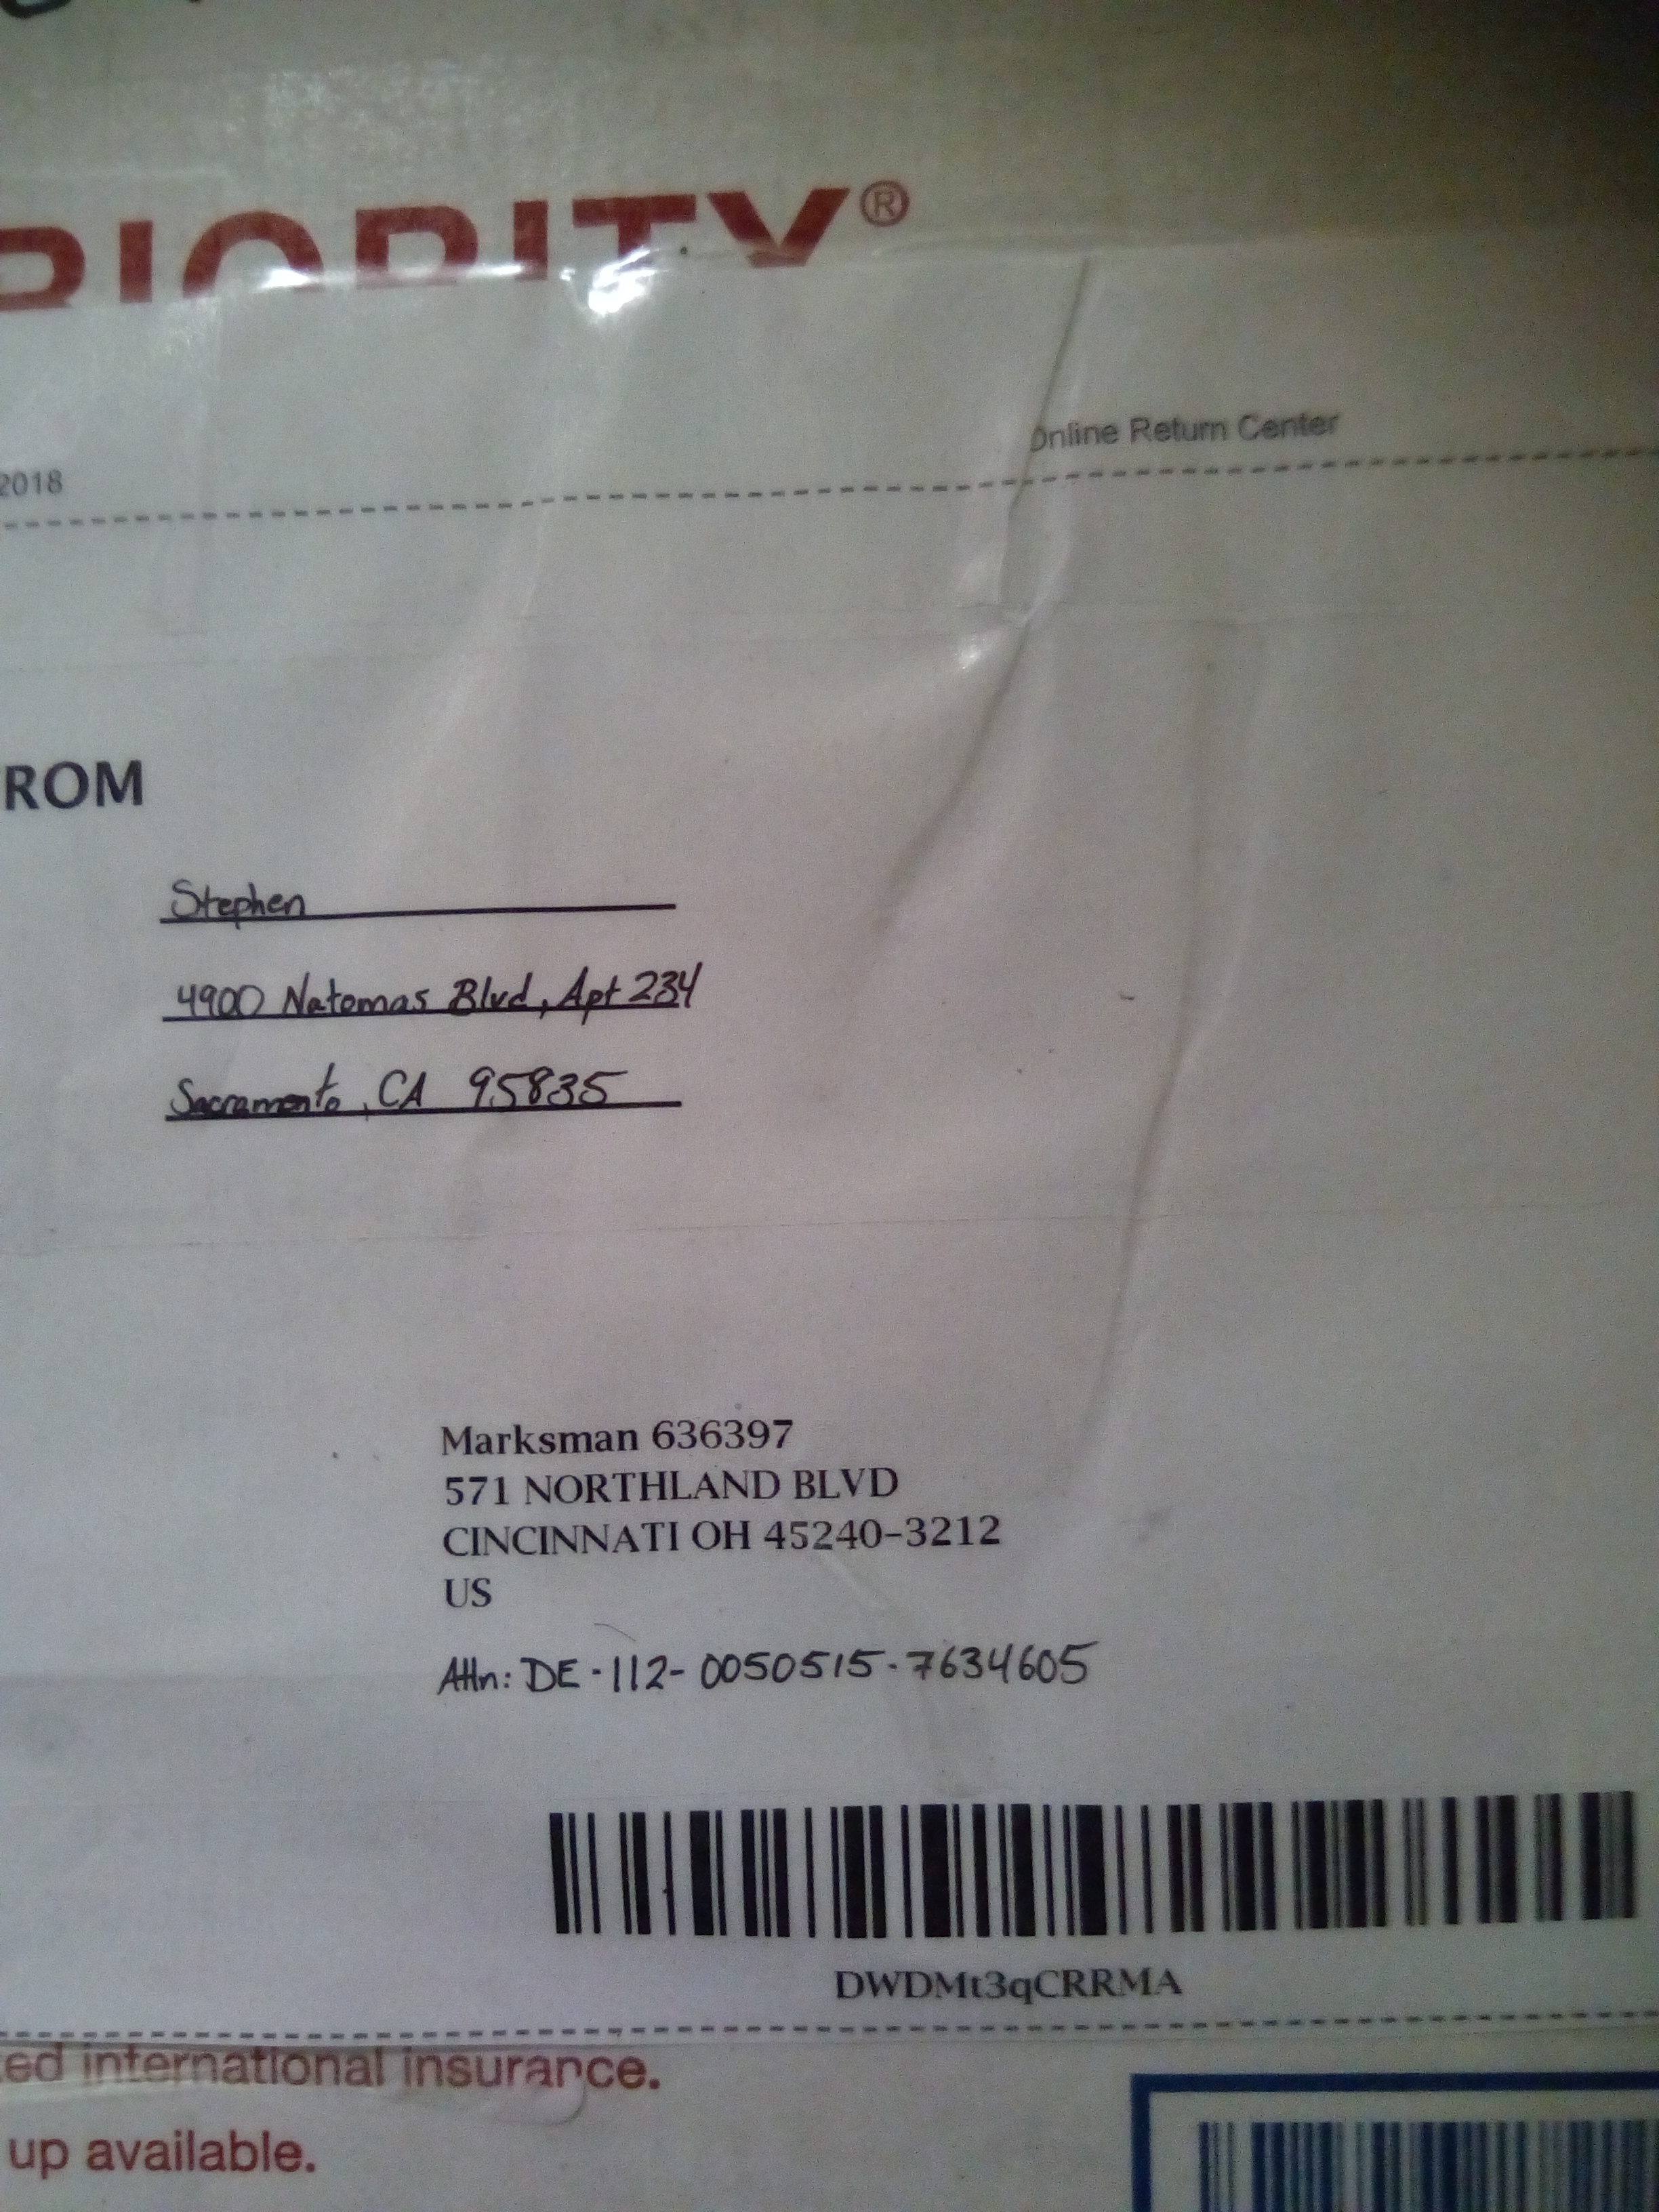 RIORITY®
Online Return Center
2018
ROM
Stephen
4900 Natomas Blvd, Apt 234
Sacramento, CA 95835
Marksman 636397
571 NORTHLAND BLVD
CINCINNATI OH 45240-3212
US
Attn: DE-112-0050515-7634605
DWDMt3qCRRMA
ed international insurance.
up available.